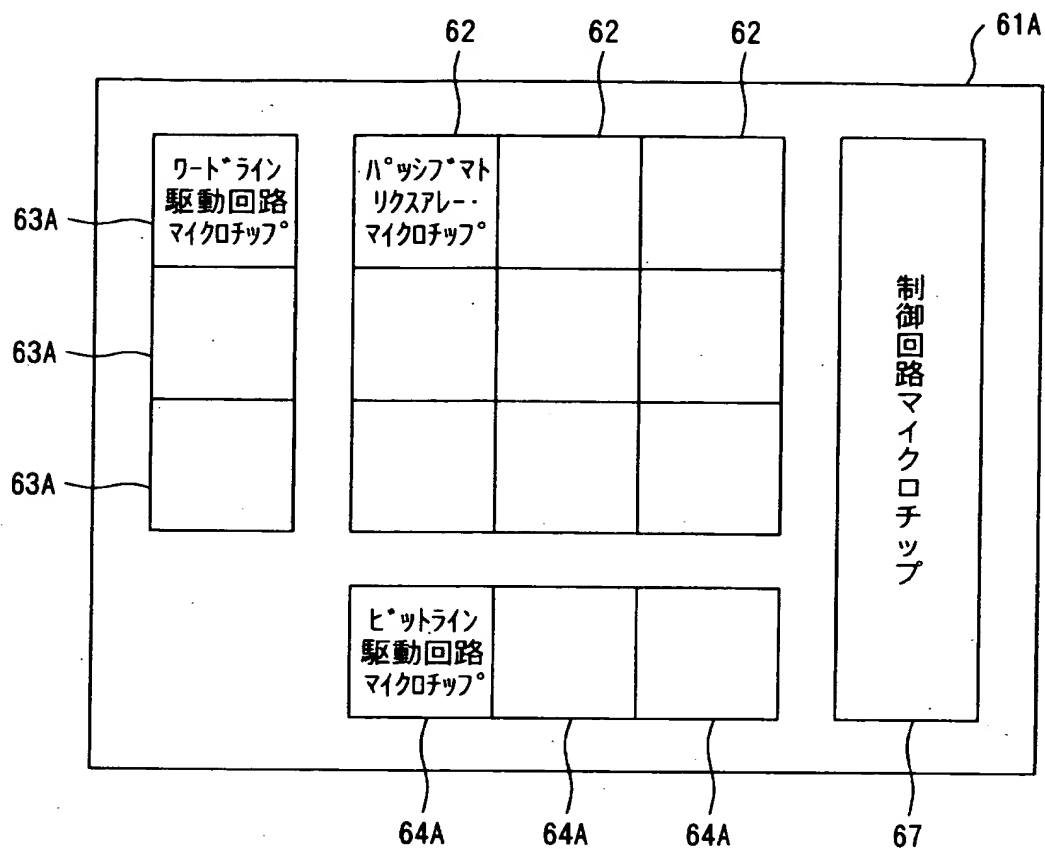 62
62
62
61A
ワードライン
駆動回路
マイクロチップ
63A
パッシブマト
リクスアレー・
マイクロチップ
63A
63A
制御回路マイクロチップ
ビットライン
駆動回路
マイクロチップ
64A
64A
64A
67